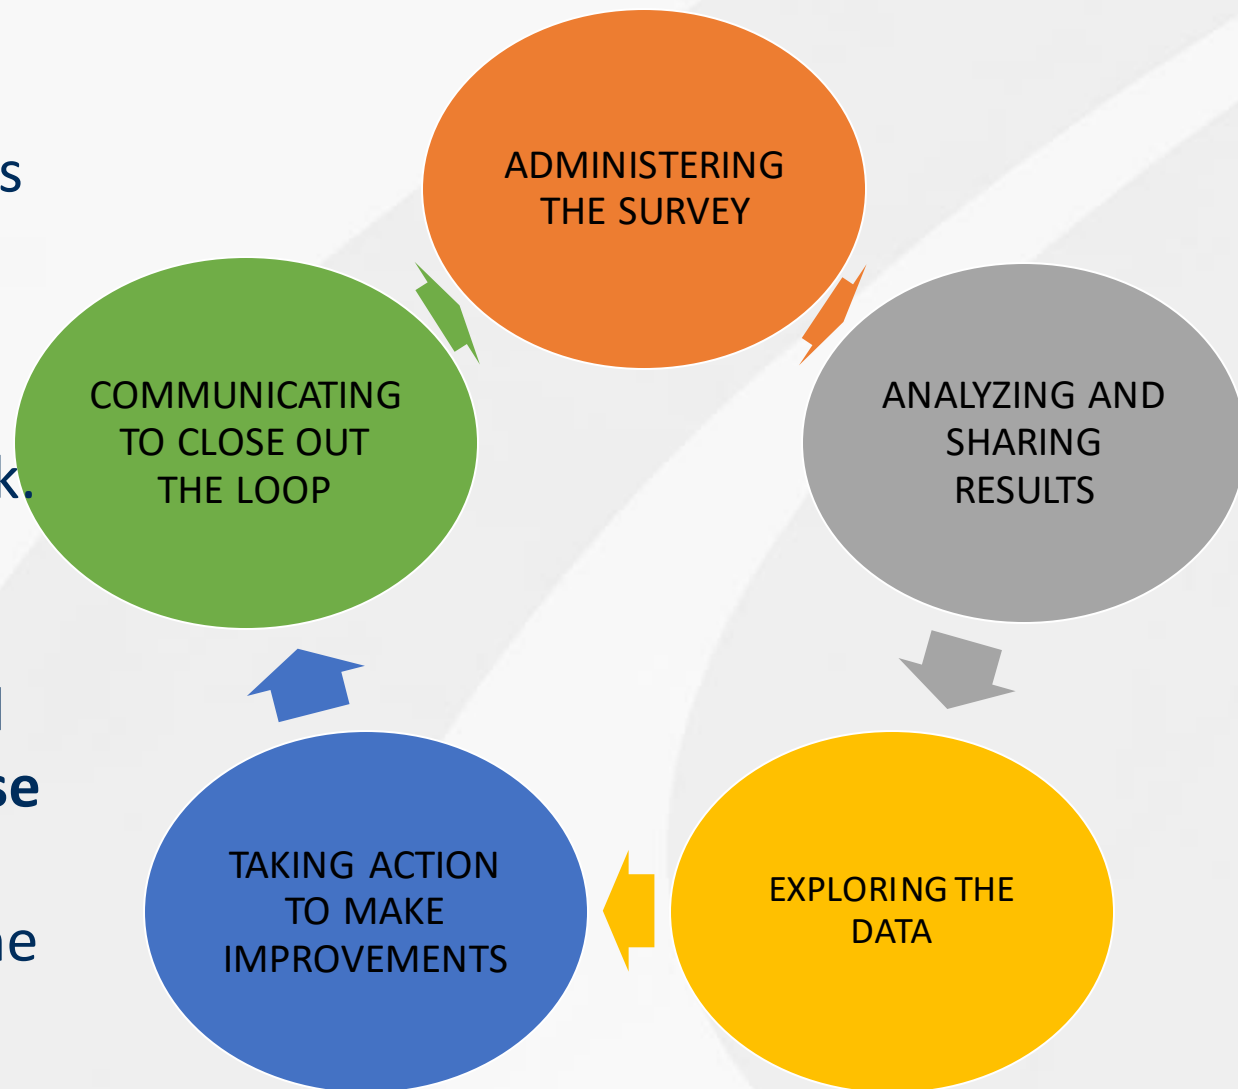 s
k.
se
ADMINISTERING
THE SURVEY
ANALYZING AND
SHARING
RESULTS
EXPLORING THE
DATA
TAKING ACTION
TO MAKE
IMPROVEMENTS
COMMUNICATING
TO CLOSE OUT
THE LOOP